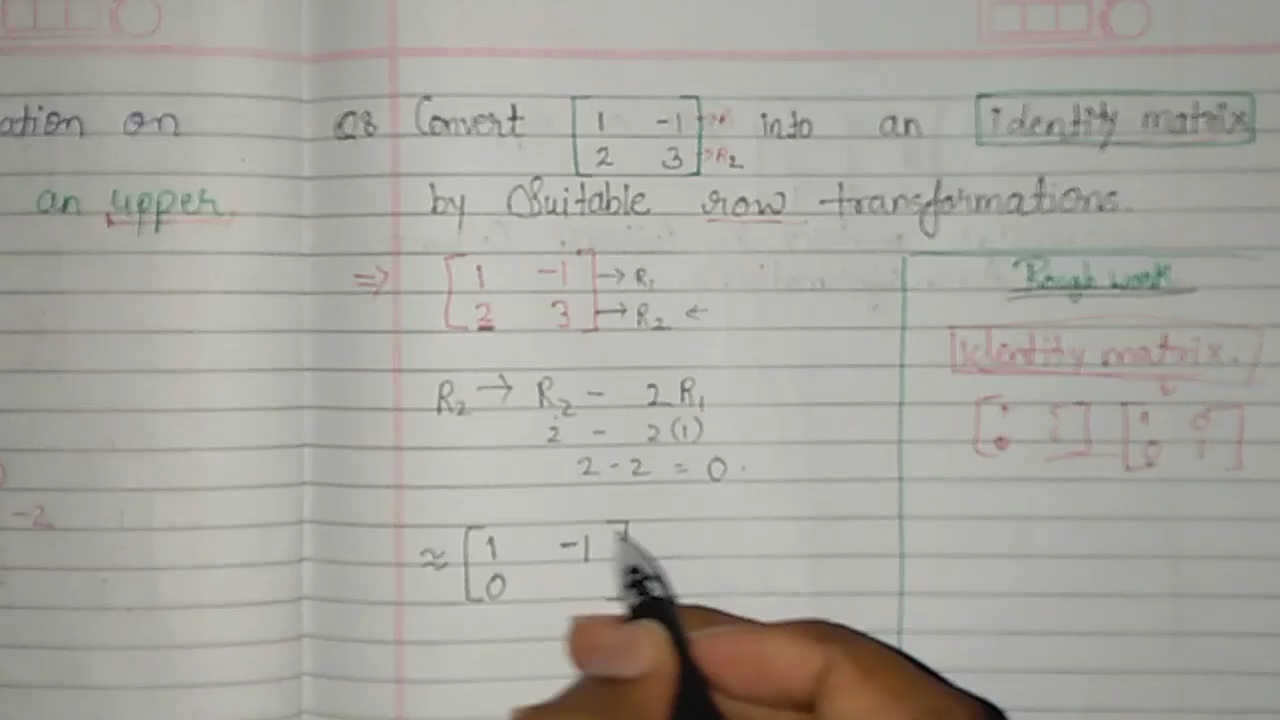 ation on
an upper
-2
Q8 Convert [ 1 -1 ] into an identity matrix
[ 2 3 ] → R2
by Suitable row transformations.
⇒ [ 1 -1 ] → R1
[ 2 3 ] → R2 ←
R2 → R2 - 2R1
2 - 2(1)
2 - 2 = 0.
≈ [ 1 -1 ]
[ 0
Rough work
Identity matrix.